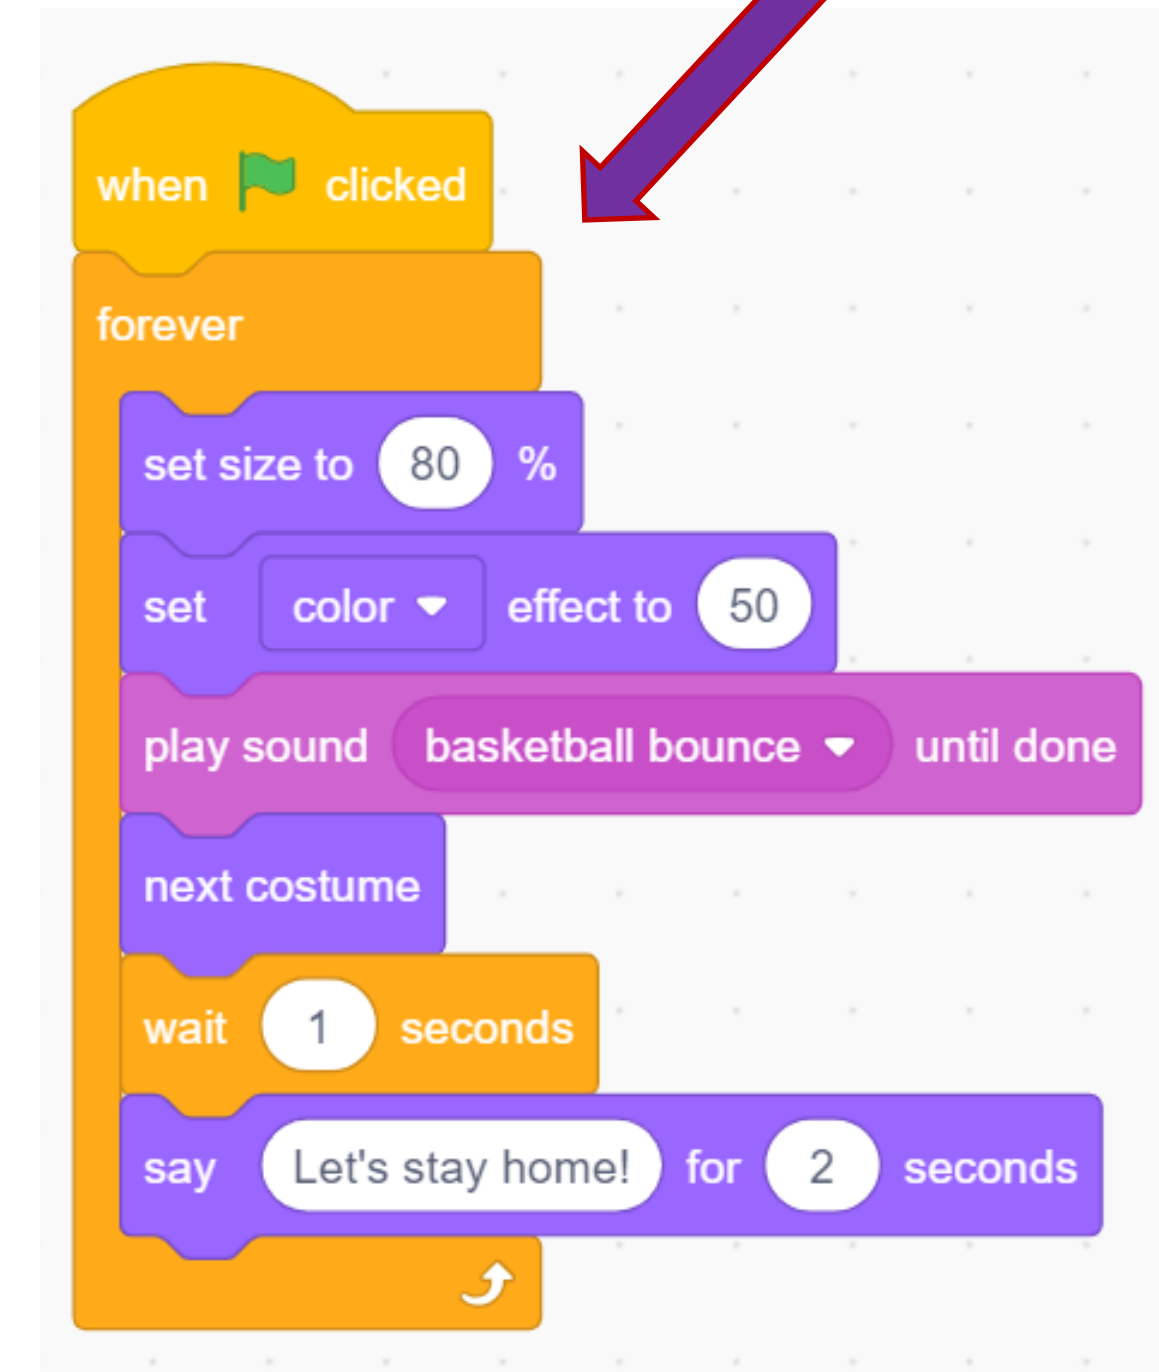 when clicked
forever
set size to 80 %
set color effect to 50
play sound basketball bounce until done
next costume
wait 1 seconds
say Let's stay home! for 2 seconds